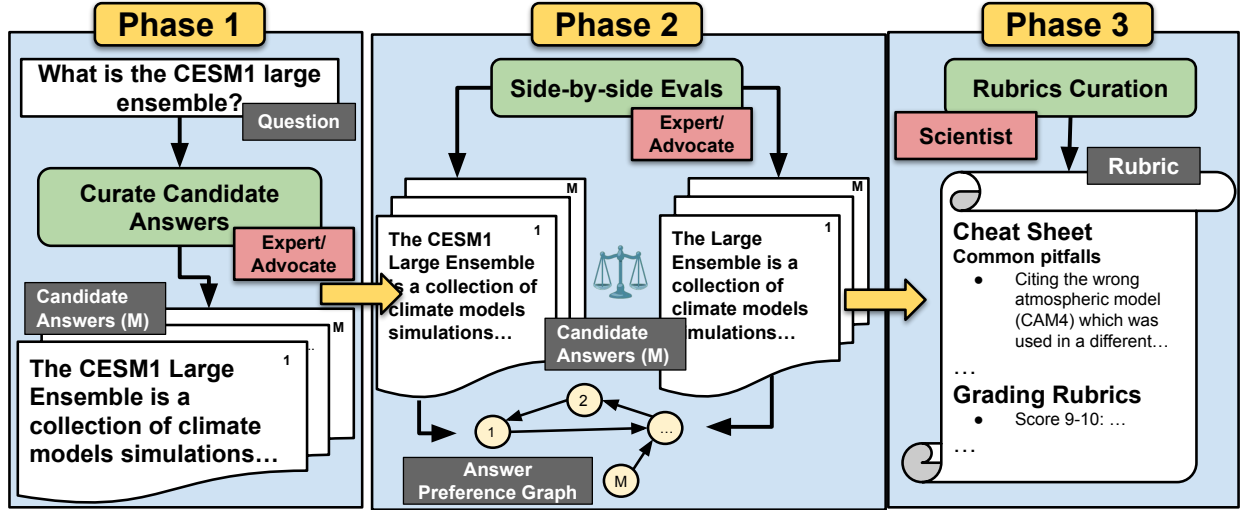 Phase 1
What is the CESM1 large
ensemble?
Question
Curate Candidate
Answers
Expert/
Advocate
Candidate
Answers (M)
M
...
1
The CESM1 Large
Ensemble is a
collection of climate
models simulations…
Phase 2
Side-by-side Evals
Expert/
Advocate
M
1
The CESM1
Large Ensemble
is a collection of
climate models
simulations…
M
1
The Large
Ensemble is a
collection of
climate models
simulations…
Candidate
Answers (M)
1
2
...
M
Answer
Preference Graph
Phase 3
Rubrics Curation
Scientist
Rubric
Cheat Sheet
Common pitfalls
● Citing the wrong
atmospheric model
(CAM4) which was
used in a different…
…
Grading Rubrics
● Score 9-10: …
…